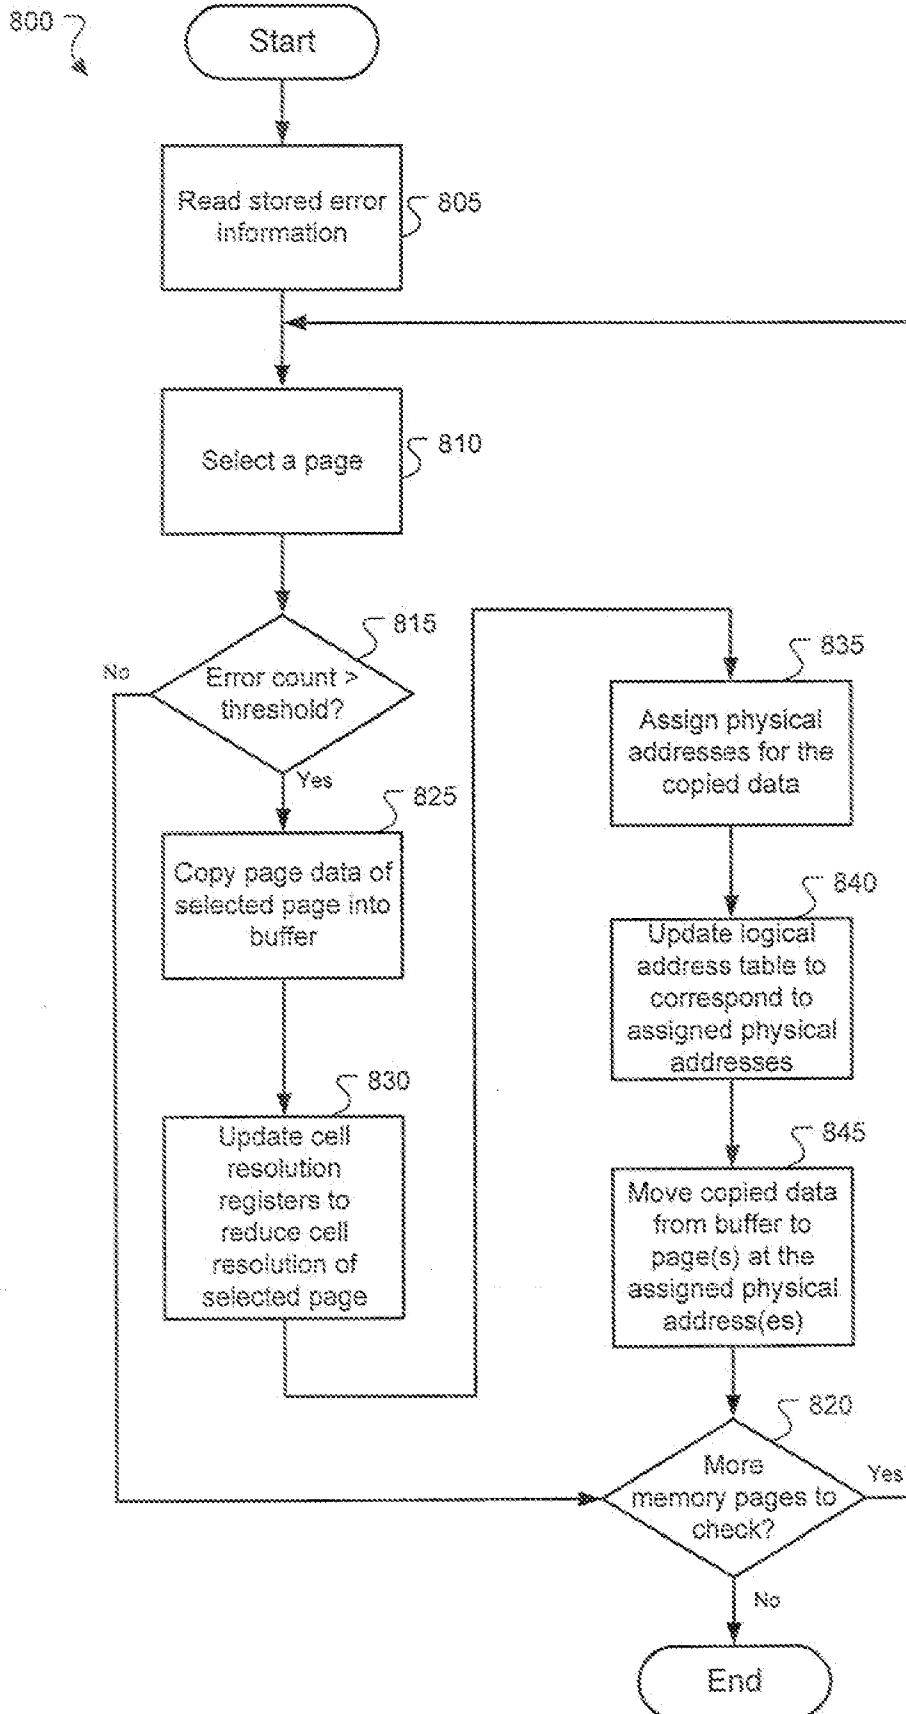 800
Start
Read stored error
information
805
Select a page
810
Error count >
threshold?
815
No
Yes
Copy page data of
selected page into
buffer
825
Update cell
resolution
registers to
reduce cell
resolution of
selected page
830
Assign physical
addresses for the
copied data
835
Update logical
address table to
correspond to
assigned physical
addresses
840
Move copied data
from buffer to
page(s) at the
assigned physical
address(es)
845
More
memory pages to
check?
820
Yes
No
End